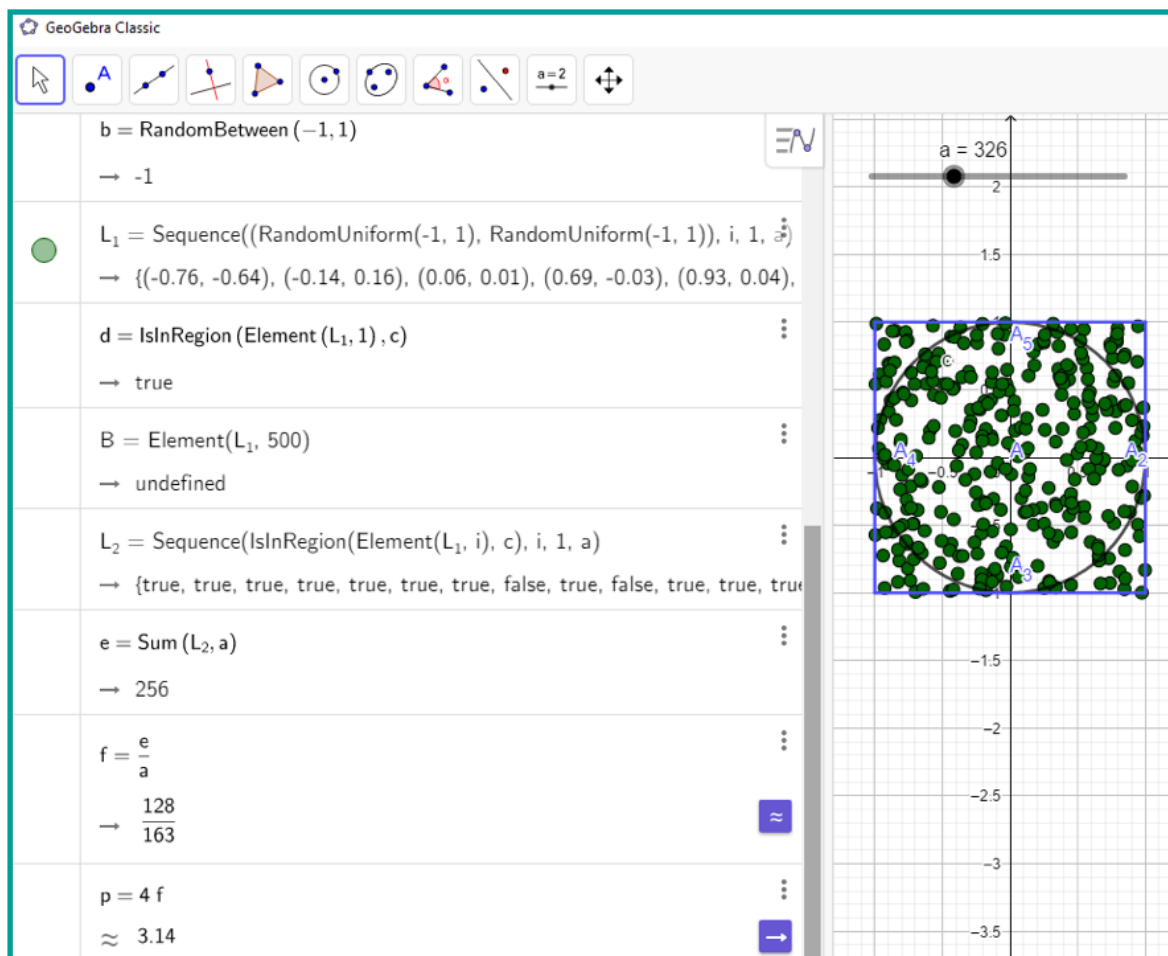 GeoGebra Classic
A
a=2
b = RandomBetween (−1, 1)
→ -1
L₁ = Sequence((RandomUniform(-1, 1), RandomUniform(-1, 1)), i, 1, a)
→ {(-0.76, -0.64), (-0.14, 0.16), (0.06, 0.01), (0.69, -0.03), (0.93, 0.04),
d = IsInRegion (Element (L₁, 1) , c)
→ true
B = Element(L₁, 500)
→ undefined
L₂ = Sequence(IsInRegion(Element(L₁, i), c), i, 1, a)
→ {true, true, true, true, true, true, true, false, true, false, true, true, true
e = Sum (L₂, a)
→ 256
f = e/a
→ 128/163
≈
p = 4 f
≈ 3.14
→
a = 326
2
1.5
A₅
c
A₄
A
A₂
−0.5
A₃
−1.5
−2
−2.5
−3
−3.5